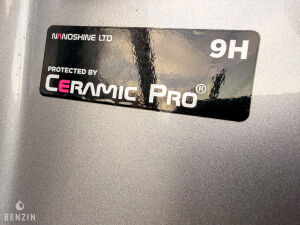 NANOSHINE LTD
9H
PROTECTED BY
CERAMIC PRO®
BENZIN